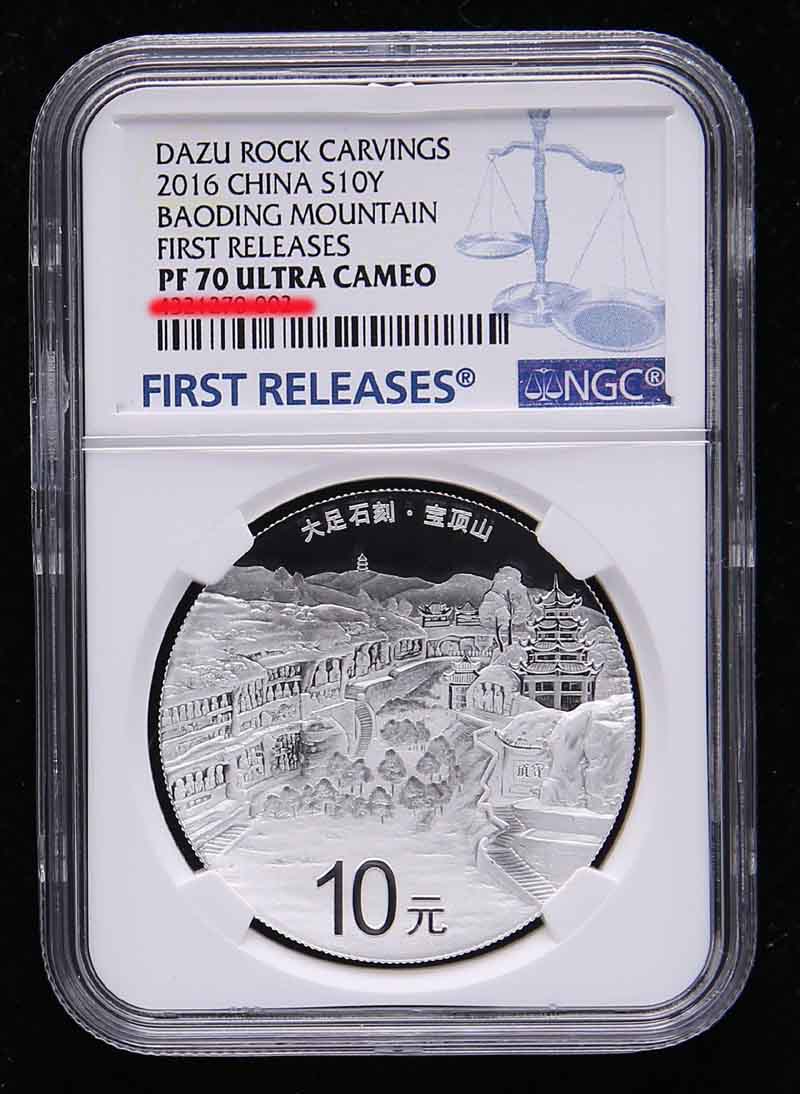 DAZU ROCK CARVINGS
2016 CHINA S10Y
BAODING MOUNTAIN
FIRST RELEASES
PF 70 ULTRA CAMEO
FIRST RELEASES®
NGC®
大足石刻·宝顶山
10元